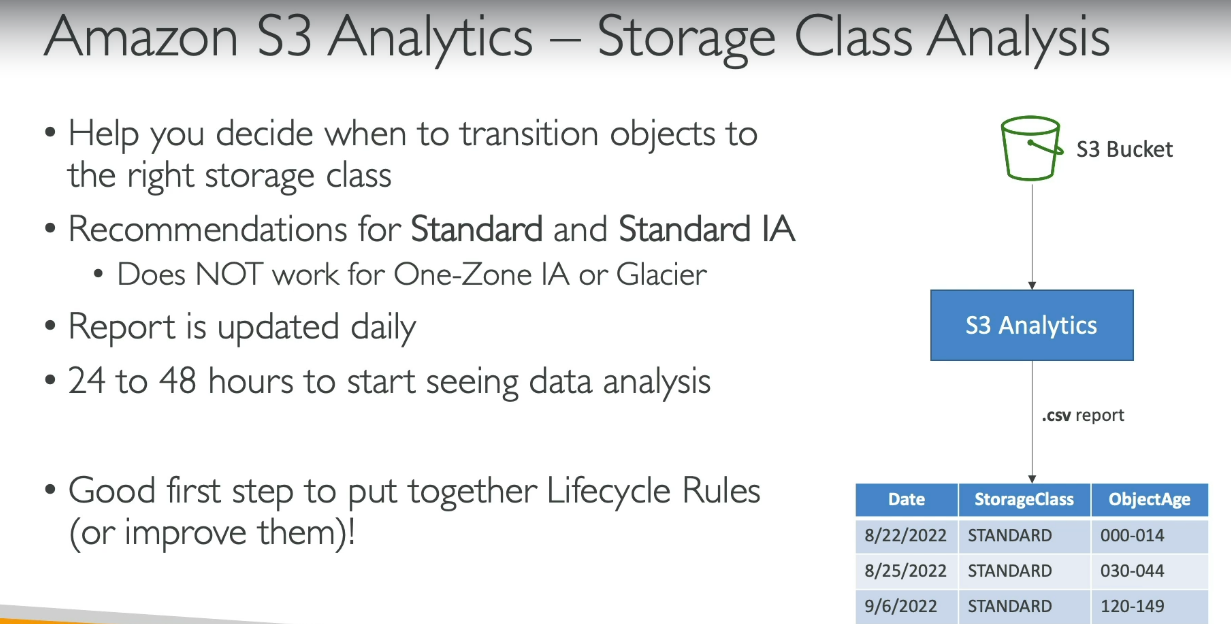 Amazon S3 Analytics – Storage Class Analysis
• Help you decide when to transition objects to
the right storage class
• Recommendations for Standard and Standard IA
• Does NOT work for One-Zone IA or Glacier
• Report is updated daily
• 24 to 48 hours to start seeing data analysis
• Good first step to put together Lifecycle Rules
(or improve them)!
S3 Bucket
S3 Analytics
.csv report
Date StorageClass ObjectAge
8/22/2022 STANDARD 000-014
8/25/2022 STANDARD 030-044
9/6/2022 STANDARD 120-149